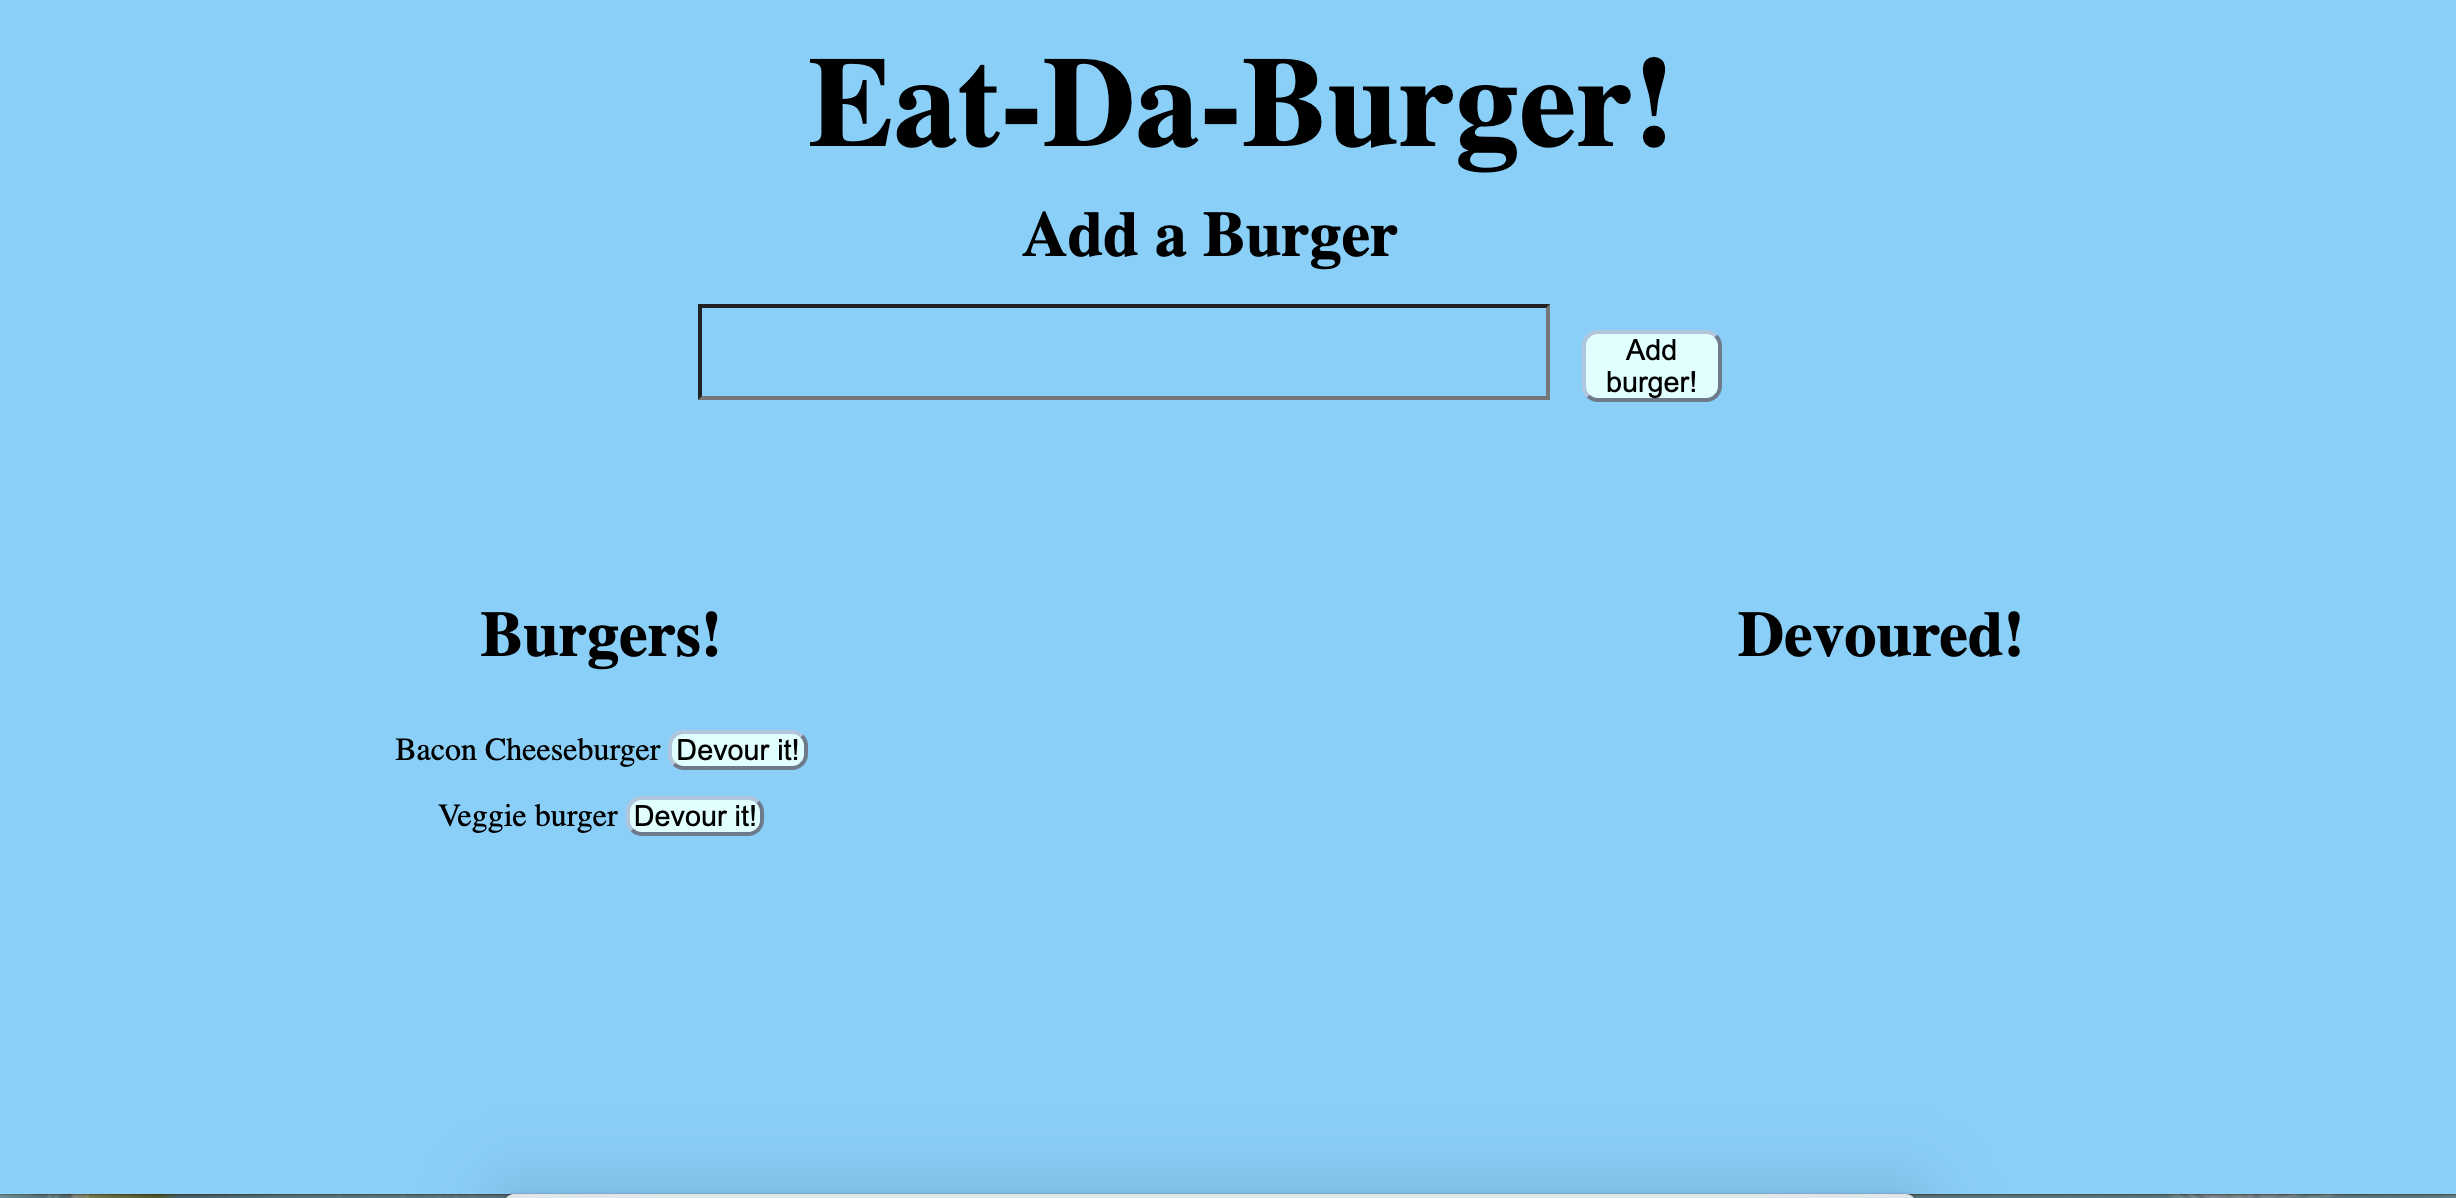 Eat-Da-Burger!
Add a Burger
Add
burger!
Burgers!
Devoured!
Bacon Cheeseburger Devour it!
Veggie burger Devour it!